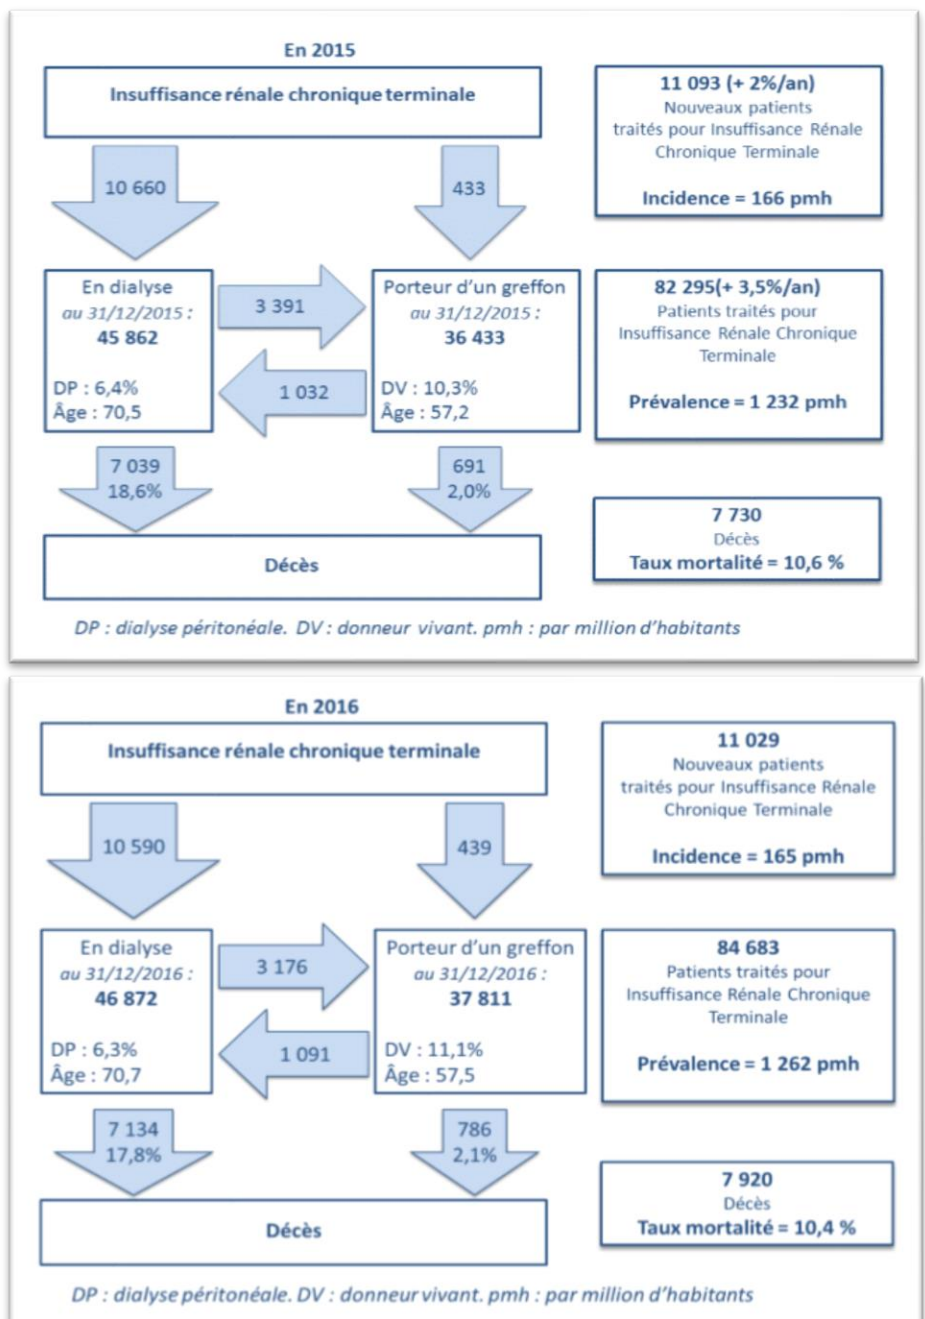 En 2015
Insuffisance rénale chronique terminale
11 093 (+ 2%/an)
Nouveaux patients
traités pour Insuffisance Rénale
Chronique Terminale
Incidence = 166 pmh
10 660
433
En dialyse
au 31/12/2015 :
45 862
DP : 6,4%
Âge : 70,5
3 391
1 032
Porteur d'un greffon
au 31/12/2015 :
36 433
DV : 10,3%
Âge : 57,2
82 295(+ 3,5%/an)
Patients traités pour
Insuffisance Rénale Chronique
Terminale
Prévalence = 1 232 pmh
7 039
18,6%
691
2,0%
7 730
Décès
Taux mortalité = 10,6 %
Décès
DP : dialyse péritonéale. DV : donneur vivant. pmh : par million d'habitants
En 2016
Insuffisance rénale chronique terminale
11 029
Nouveaux patients
traités pour Insuffisance Rénale
Chronique Terminale
Incidence = 165 pmh
10 590
439
En dialyse
au 31/12/2016 :
46 872
DP : 6,3%
Âge : 70,7
3 176
1 091
Porteur d'un greffon
au 31/12/2016 :
37 811
DV : 11,1%
Âge : 57,5
84 683
Patients traités pour
Insuffisance Rénale Chronique
Terminale
Prévalence = 1 262 pmh
7 134
17,8%
786
2,1%
7 920
Décès
Taux mortalité = 10,4 %
Décès
DP : dialyse péritonéale. DV : donneur vivant. pmh : par million d'habitants